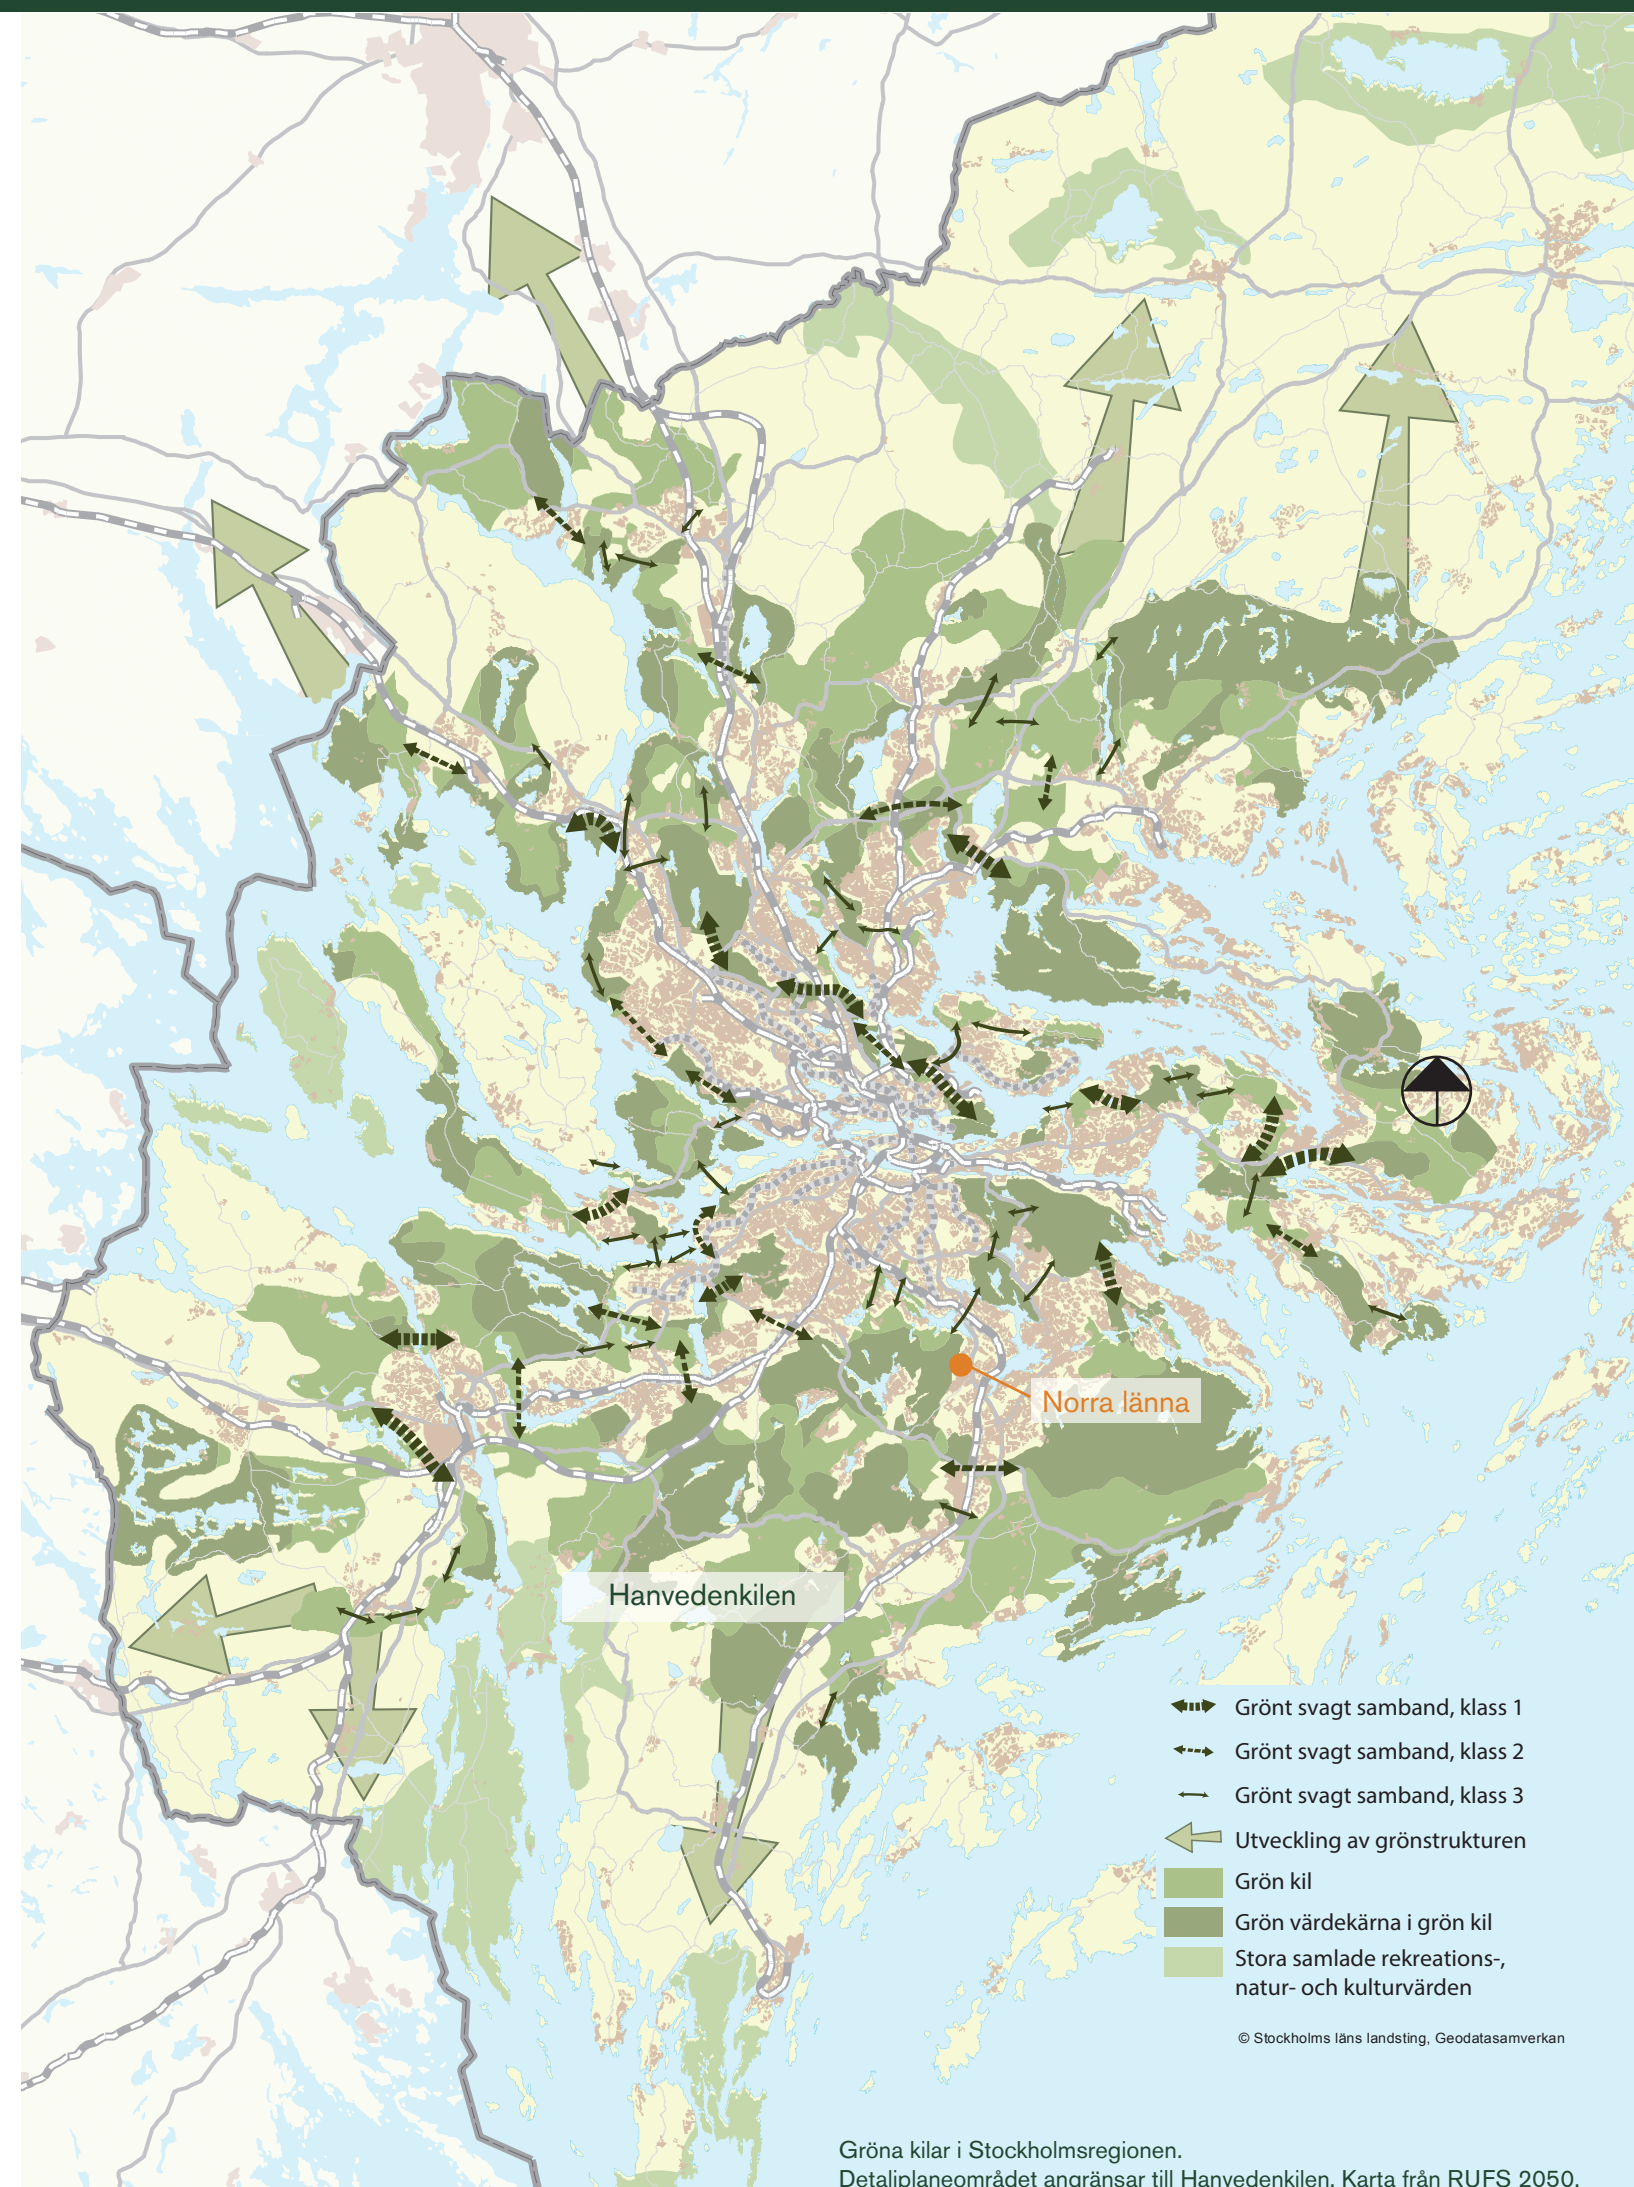 Norra länna
Hanvedenkilen
Grönt svagt samband, klass 1
Grönt svagt samband, klass 2
Grönt svagt samband, klass 3
Utveckling av grönstrukturen
Grön kil
Grön värdekärna i grön kil
Stora samlade rekreations-,
natur- och kulturvärden
© Stockholms läns landsting, Geodatasamverkan
Gröna kilar i Stockholmsregionen.
Detaljplaneområdet angränsar till Hanvedenkilen. Karta från RUFS 2050.